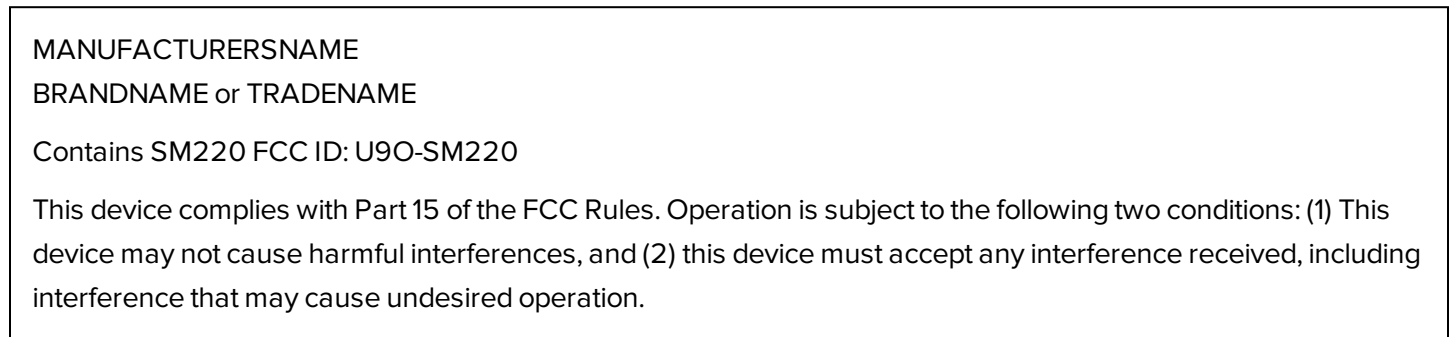 MANUFACTURERSNAME
BRANDNAME or TRADENAME
Contains SM220 FCC ID: U9O-SM220
This device complies with Part 15 of the FCC Rules. Operation is subject to the following two conditions: (1) This
device may not cause harmful interferences, and (2) this device must accept any interference received, including
interference that may cause undesired operation.